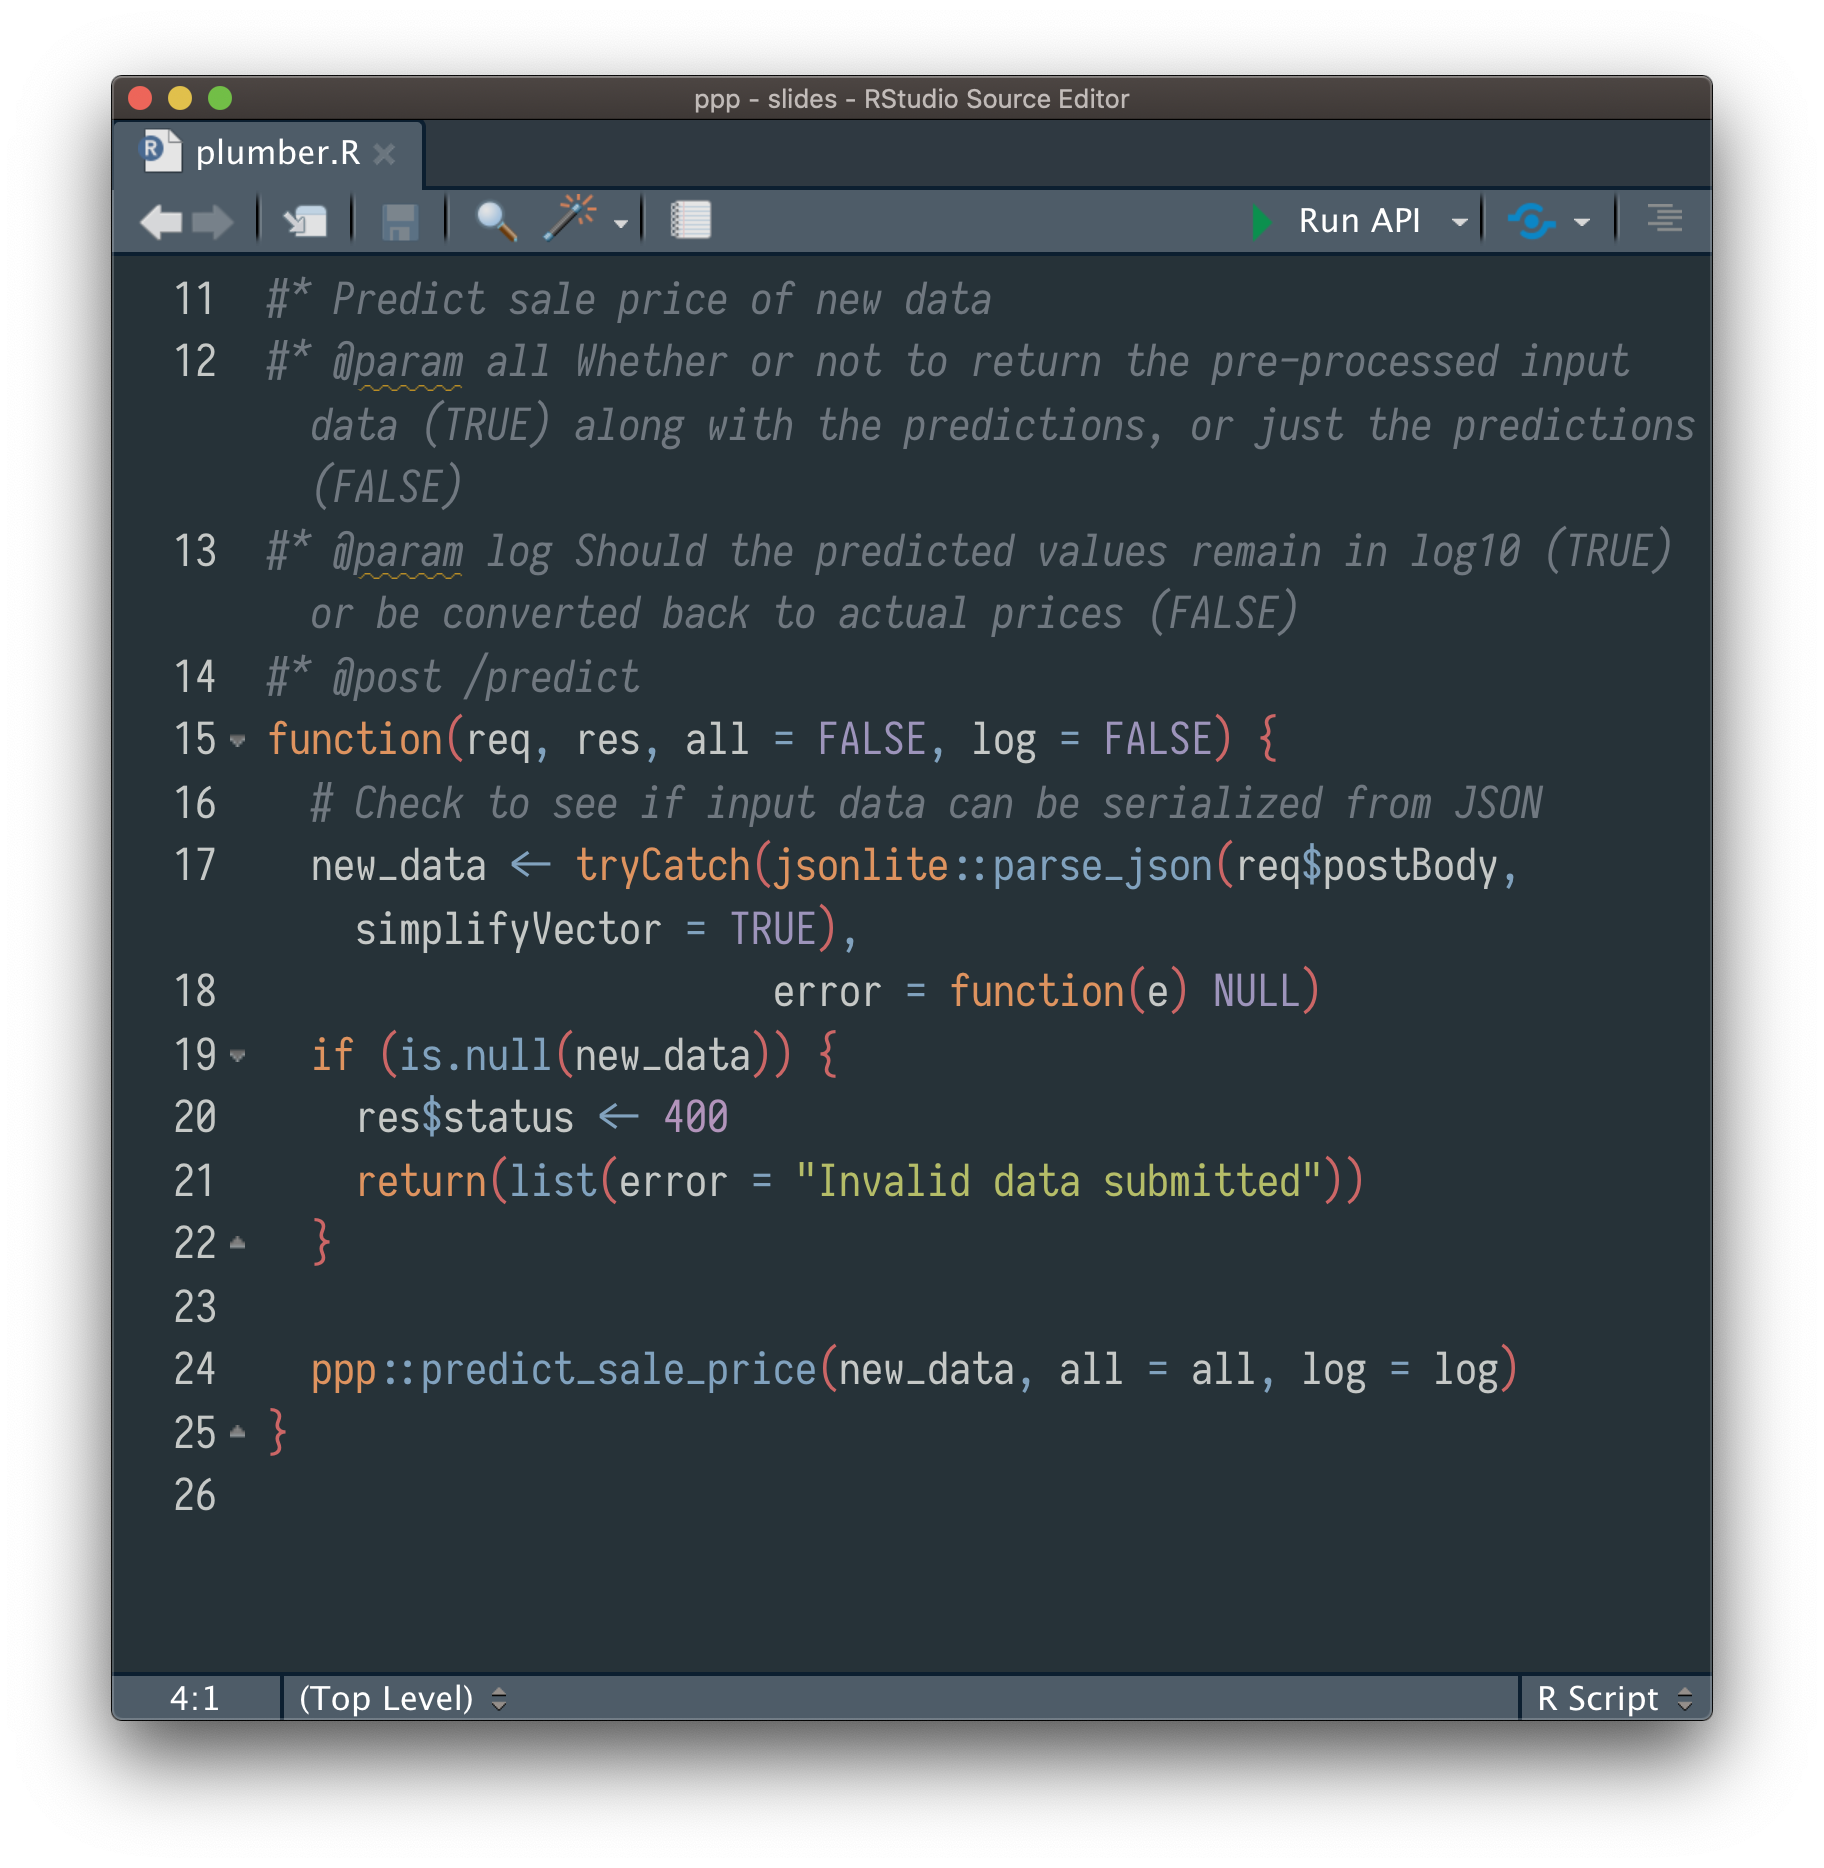 ppp - slides - RStudio Source Editor
plumber.R
Run API
11 #* Predict sale price of new data
12 #* @param all Whether or not to return the pre-processed input
data (TRUE) along with the predictions, or just the predictions
(FALSE)
13 #* @param log Should the predicted values remain in log10 (TRUE)
or be converted back to actual prices (FALSE)
14 #* @post /predict
15 function(req, res, all = FALSE, log = FALSE) {
16   # Check to see if input data can be serialized from JSON
17   new_data <- tryCatch(jsonlite::parse_json(req$postBody,
simplifyVector = TRUE),
18                        error = function(e) NULL)
19   if (is.null(new_data)) {
20     res$status <- 400
21     return(list(error = "Invalid data submitted"))
22   }
23
24   ppp::predict_sale_price(new_data, all = all, log = log)
25 }
26
4:1 (Top Level) R Script